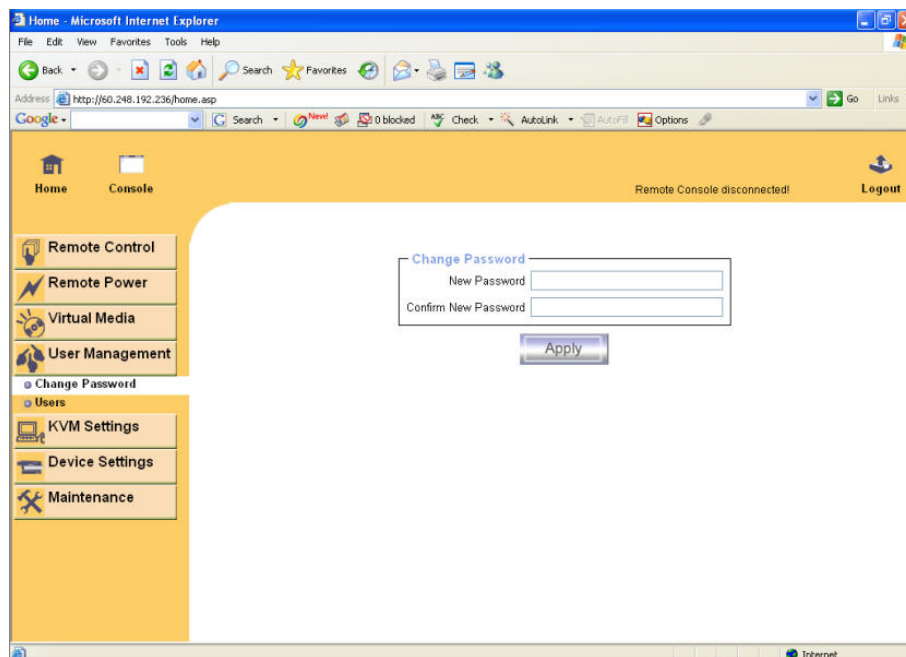 Home - Microsoft Internet Explorer
File Edit View Favorites Tools Help
Back Search Favorites
Address http://60.248.192.236/home.asp Go Links
Google Search New! 0 blocked ABC Check AutoLink AutoFill Options
Home Console Remote Console disconnected! Logout
Remote Control
Remote Power
Virtual Media
User Management
Change Password
Users
KVM Settings
Device Settings
Maintenance
Change Password
New Password
Confirm New Password
Apply
Internet